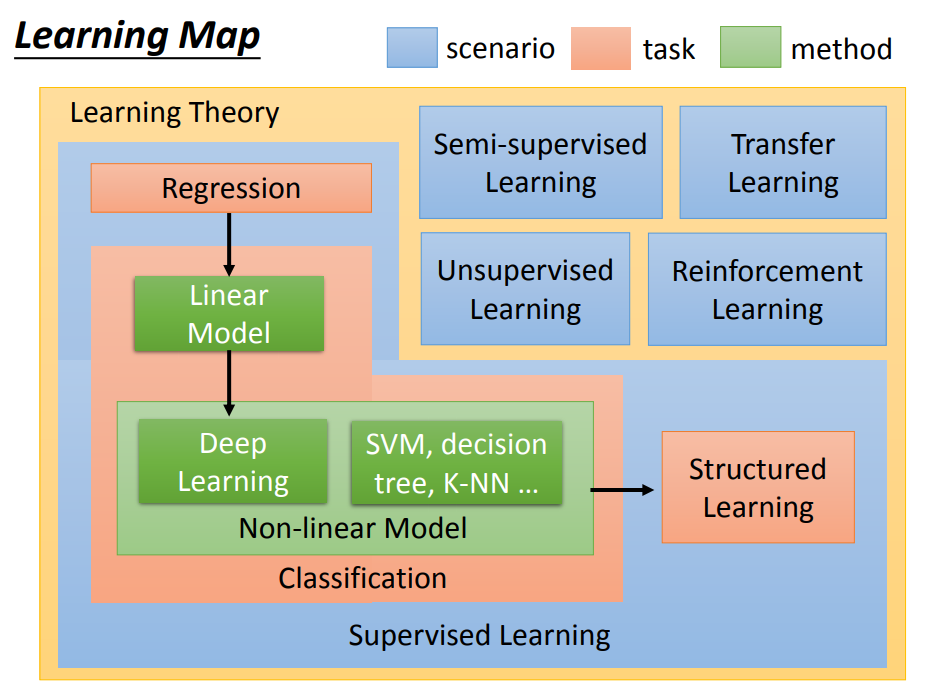 Learning Map
scenario
task
method
Learning Theory
Semi-supervised
Learning
Transfer
Learning
Regression
Unsupervised
Learning
Reinforcement
Learning
Linear
Model
Deep
Learning
SVM, decision
tree, K-NN ...
Structured
Learning
Non-linear Model
Classification
Supervised Learning